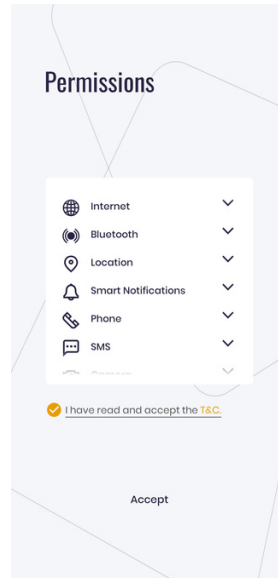 Permissions
Internet
Bluetooth
Location
Smart Notifications
Phone
SMS
I have read and accept the T&C.
Accept